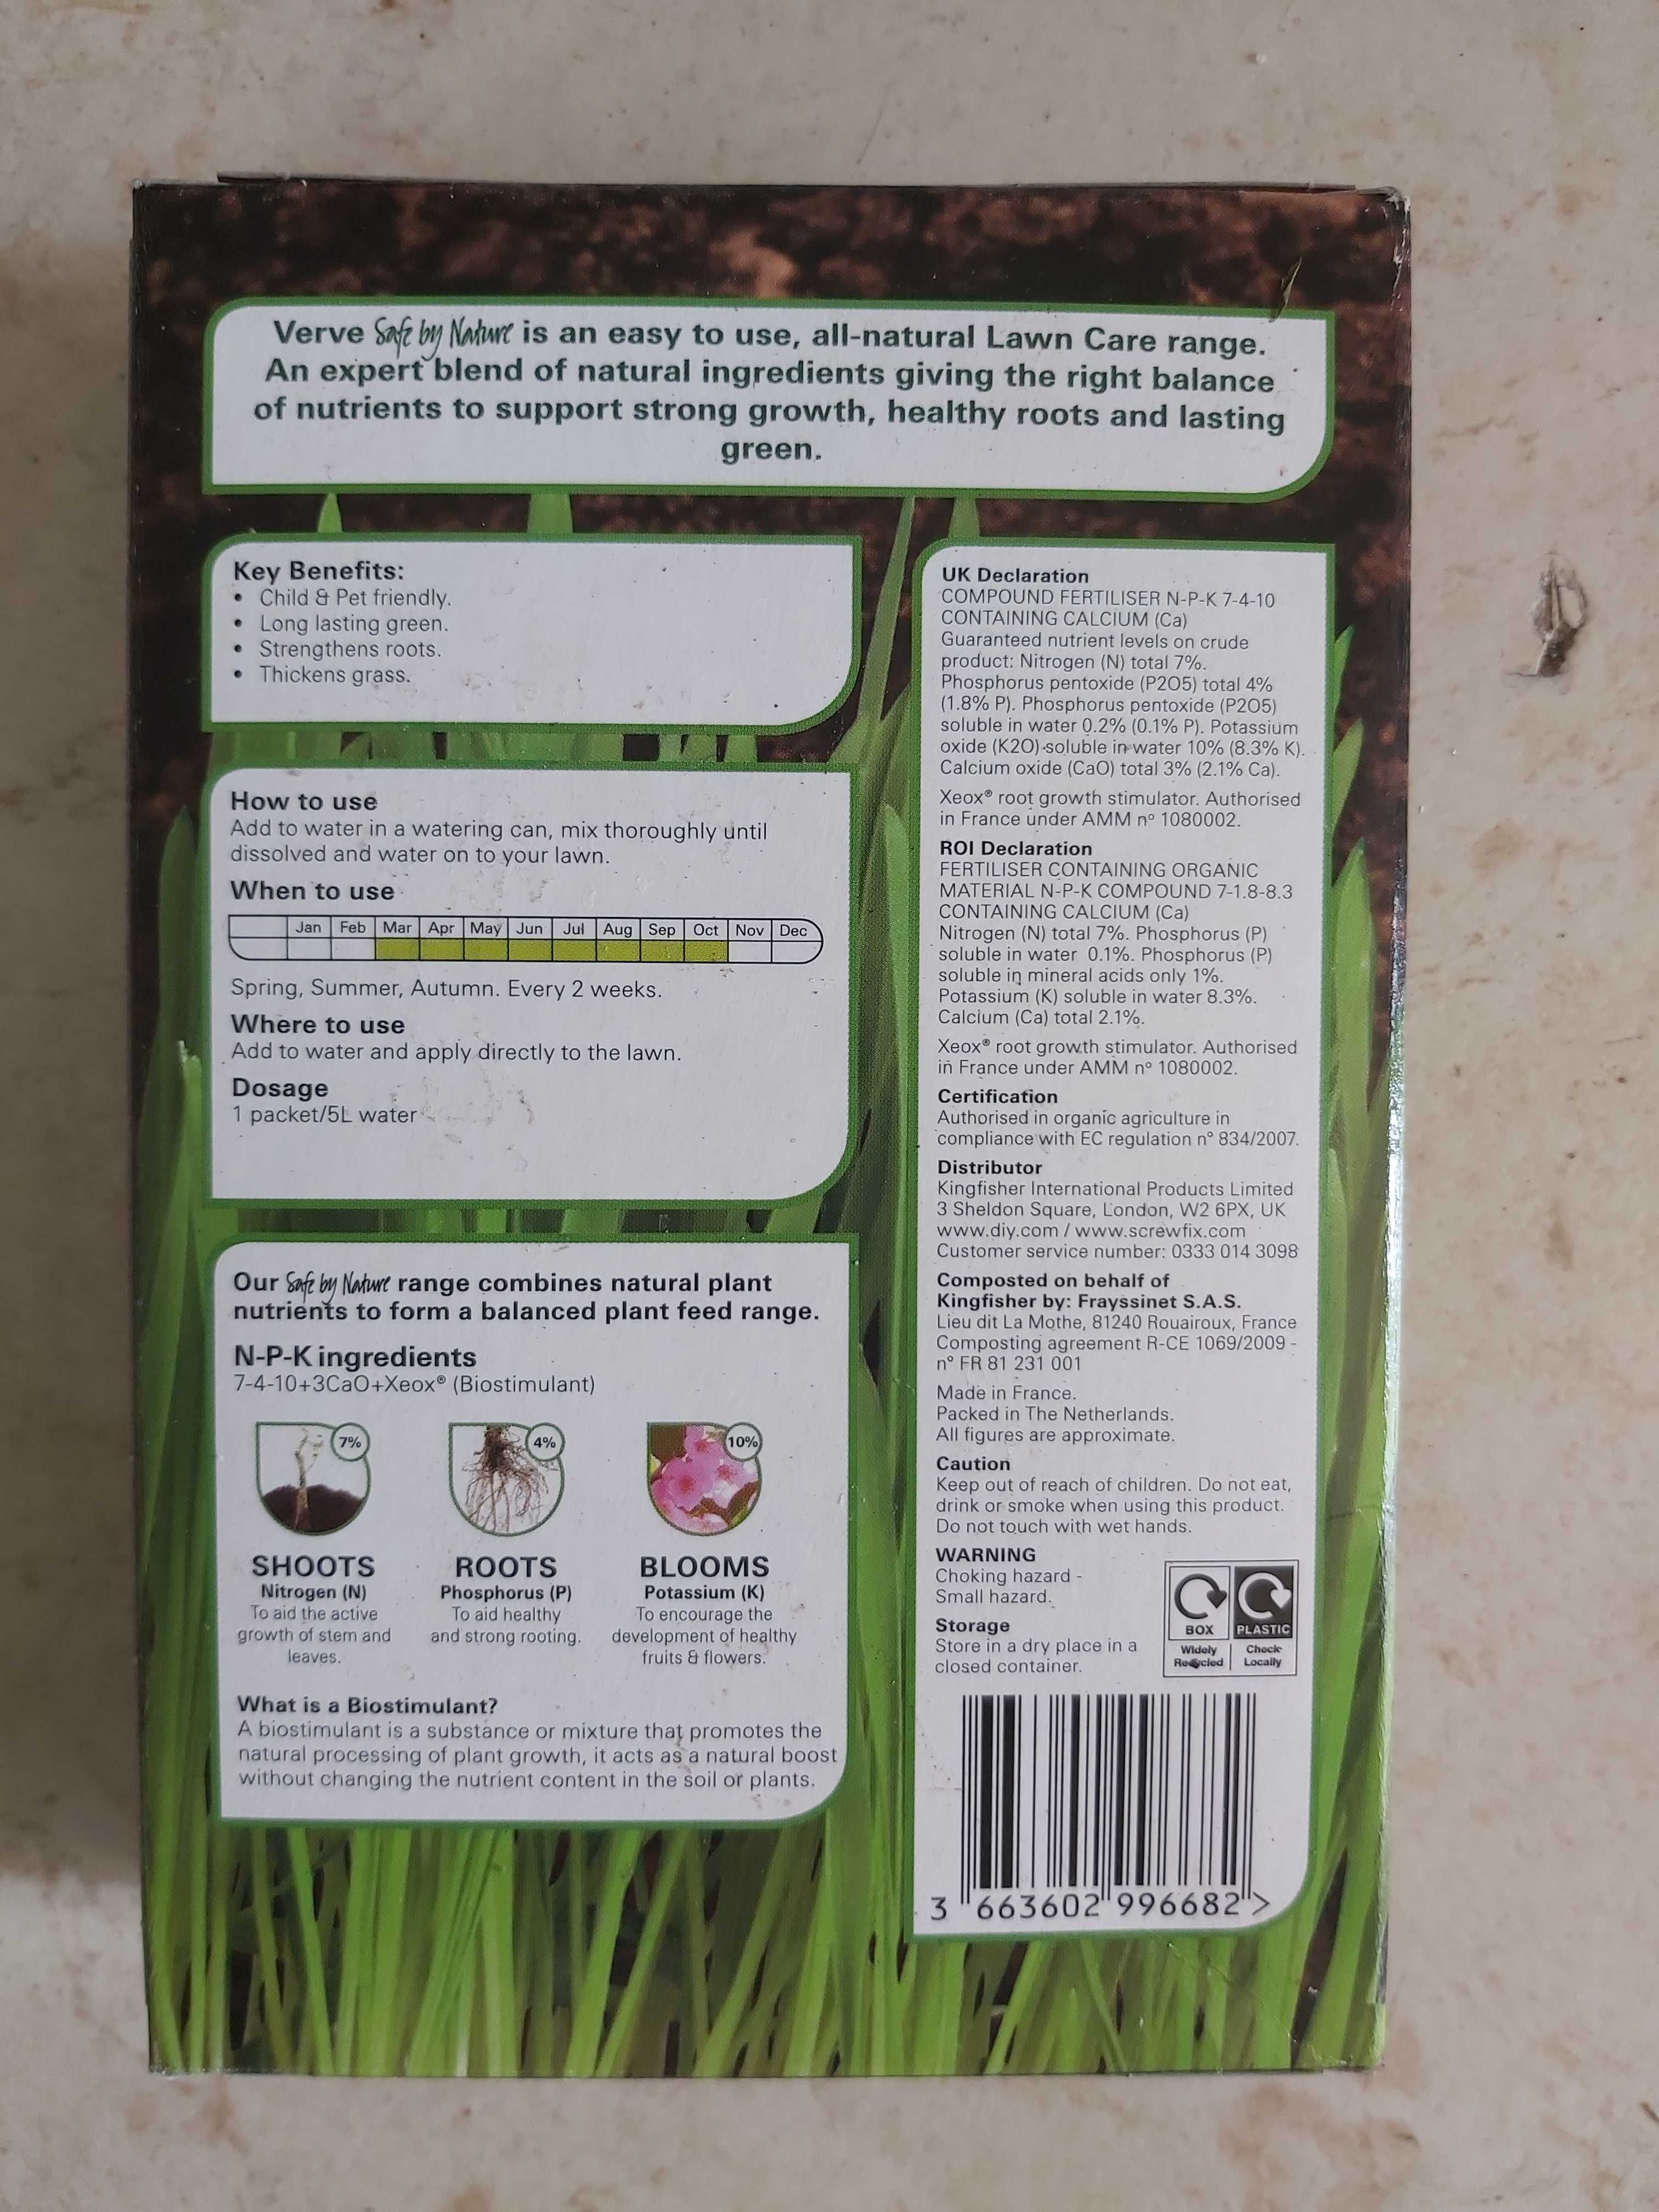 Verve Safe by Nature is an easy to use, all-natural Lawn Care range.
An expert blend of natural ingredients giving the right balance
of nutrients to support strong growth, healthy roots and lasting
green.
Key Benefits:
• Child & Pet friendly.
• Long lasting green.
• Strengthens roots.
• Thickens grass.
How to use
Add to water in a watering can, mix thoroughly until
dissolved and water on to your lawn.
When to use
Jan Feb Mar Apr May Jun Jul Aug Sep Oct Nov Dec
Spring, Summer, Autumn. Every 2 weeks.
Where to use
Add to water and apply directly to the lawn.
Dosage
1 packet/5L water
Our Safe by Nature range combines natural plant
nutrients to form a balanced plant feed range.
N-P-K ingredients
7-4-10+3CaO+Xeox® (Biostimulant)
7%
SHOOTS
Nitrogen (N)
To aid the active
growth of stem and
leaves.
4%
ROOTS
Phosphorus (P)
To aid healthy
and strong rooting.
10%
BLOOMS
Potassium (K)
To encourage the
development of healthy
fruits & flowers.
What is a Biostimulant?
A biostimulant is a substance or mixture that promotes the
natural processing of plant growth, it acts as a natural boost
without changing the nutrient content in the soil or plants.
UK Declaration
COMPOUND FERTILISER N-P-K 7-4-10
CONTAINING CALCIUM (Ca)
Guaranteed nutrient levels on crude
product: Nitrogen (N) total 7%.
Phosphorus pentoxide (P2O5) total 4%
(1.8% P). Phosphorus pentoxide (P2O5)
soluble in water 0.2% (0.1% P). Potassium
oxide (K2O) soluble in water 10% (8.3% K).
Calcium oxide (CaO) total 3% (2.1% Ca).
Xeox® root growth stimulator. Authorised
in France under AMM nº 1080002.
ROI Declaration
FERTILISER CONTAINING ORGANIC
MATERIAL N-P-K COMPOUND 7-1.8-8.3
CONTAINING CALCIUM (Ca)
Nitrogen (N) total 7%. Phosphorus (P)
soluble in water 0.1%. Phosphorus (P)
soluble in mineral acids only 1%.
Potassium (K) soluble in water 8.3%.
Calcium (Ca) total 2.1%.
Xeox® root growth stimulator. Authorised
in France under AMM nº 1080002.
Certification
Authorised in organic agriculture in
compliance with EC regulation n° 834/2007.
Distributor
Kingfisher International Products Limited
3 Sheldon Square, London, W2 6PX, UK
www.diy.com / www.screwfix.com
Customer service number: 0333 014 3098
Composted on behalf of
Kingfisher by: Frayssinet S.A.S.
Lieu dit La Mothe, 81240 Rouairoux, France
Composting agreement R-CE 1069/2009 -
n° FR 81 231 001
Made in France.
Packed in The Netherlands.
All figures are approximate.
Caution
Keep out of reach of children. Do not eat,
drink or smoke when using this product.
Do not touch with wet hands.
WARNING
Choking hazard -
Small hazard.
Storage
Store in a dry place in a
closed container.
BOX
Widely
Recycled
PLASTIC
Check
Locally
3 663602 996682 >